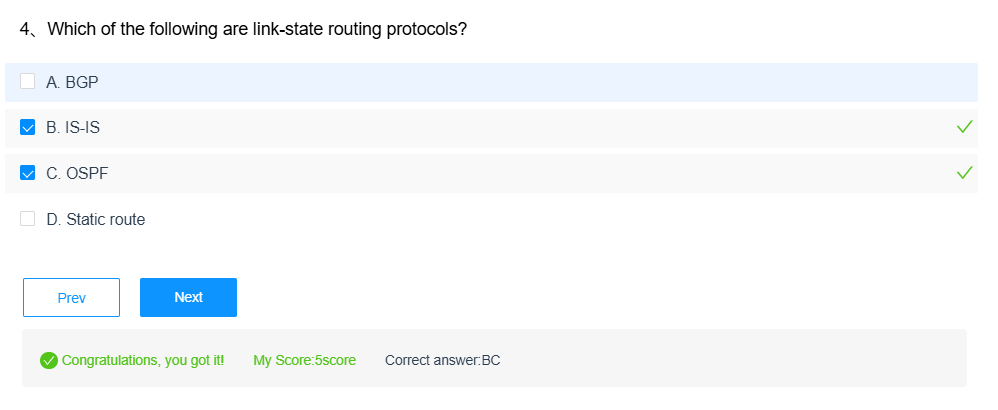 4、Which of the following are link-state routing protocols?
A. BGP
B. IS-IS
C. OSPF
D. Static route
Prev Next
Congratulations, you got it! My Score:5score Correct answer:BC